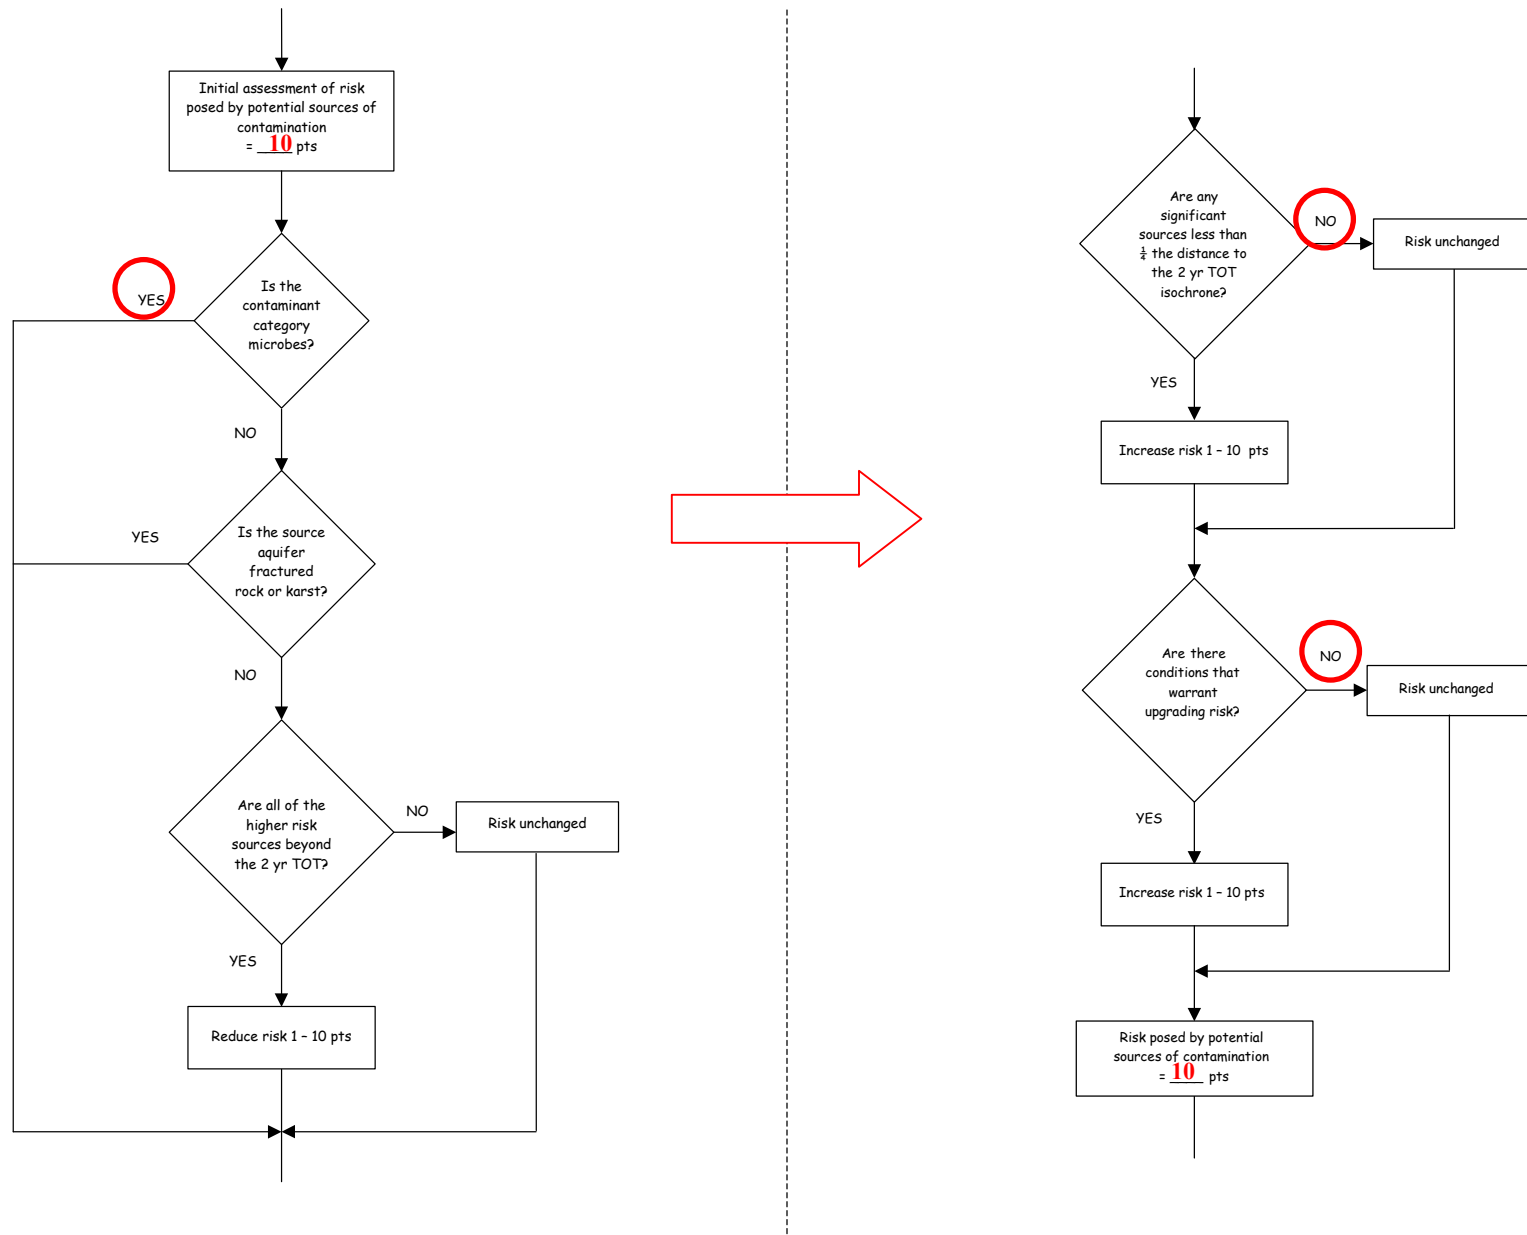 Initial assessment of risk
posed by potential sources of
contamination
= 10 pts
YES
Is the
contaminant
category
microbes?
NO
YES
Is the source
aquifer
fractured
rock or karst?
NO
Are all of the
higher risk
sources beyond
the 2 yr TOT?
NO
Risk unchanged
YES
Reduce risk 1 – 10 pts
Are any
significant
sources less than
¼ the distance to
the 2 yr TOT
isochrone?
NO
Risk unchanged
YES
Increase risk 1 – 10 pts
Are there
conditions that
warrant
upgrading risk?
NO
Risk unchanged
YES
Increase risk 1 – 10 pts
Risk posed by potential
sources of contamination
= 10 pts